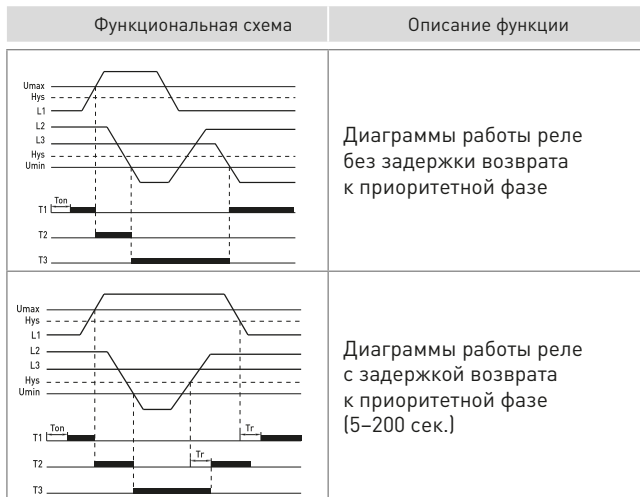 Функциональная схема
Описание функции
Umax
Hys
L1
L2
L3
Hys
Umin
Ton
T1
T2
T3
Диаграммы работы реле
без задержки возврата
к приоритетной фазе
Umax
Hys
L1
L2
L3
Hys
Umin
Ton
Tr
T1
Tr
T2
T3
Диаграммы работы реле
с задержкой возврата
к приоритетной фазе
(5–200 сек.)